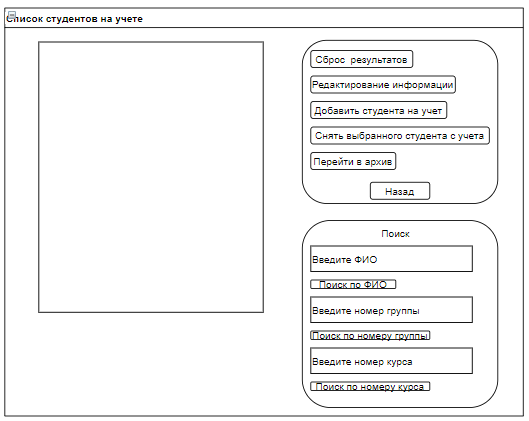 Список студентов на учете
Сброс результатов
Редактирование информации
Добавить студента на учет
Снять выбранного студента с учета
Перейти в архив
Назад
Поиск
Введите ФИО
Поиск по ФИО
Введите номер группы
Поиск по номеру группы
Введите номер курса
Поиск по номеру курса